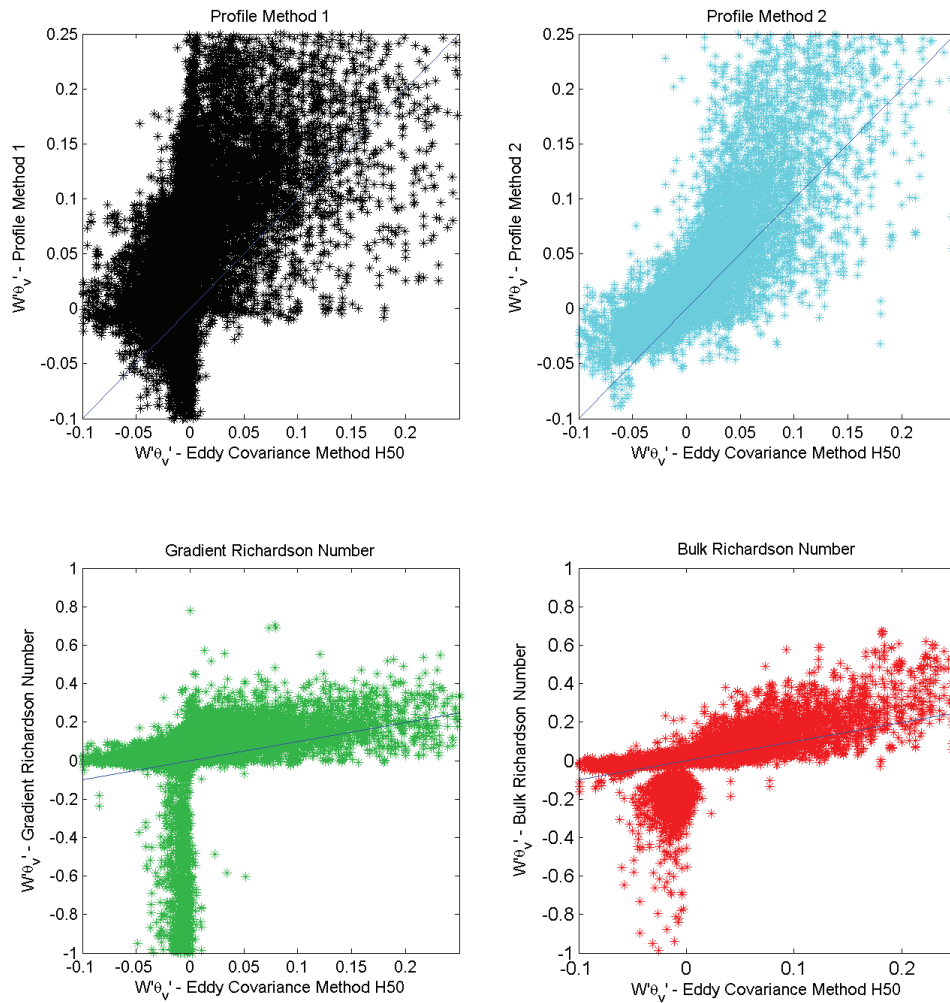 Profile Method 1
0.25
0.2
0.15
0.1
0.05
0
-0.05
-0.1
W'θv' - Profile Method 1
-0.1 -0.05 0 0.05 0.1 0.15 0.2
W'θv' - Eddy Covariance Method H50
Profile Method 2
0.25
0.2
0.15
0.1
0.05
0
-0.05
-0.1
W'θv' - Profile Method 2
-0.1 -0.05 0 0.05 0.1 0.15 0.2
W'θv' - Eddy Covariance Method H50
Gradient Richardson Number
1
0.8
0.6
0.4
0.2
0
-0.2
-0.4
-0.6
-0.8
-1
W'θv' - Gradient Richardson Number
-0.1 -0.05 0 0.05 0.1 0.15 0.2
W'θv' - Eddy Covariance Method H50
Bulk Richardson Number
1
0.8
0.6
0.4
0.2
0
-0.2
-0.4
-0.6
-0.8
-1
W'θv' - Bulk Richardson Number
-0.1 0 0.1 0.2
W'θv' - Eddy Covariance Method H50